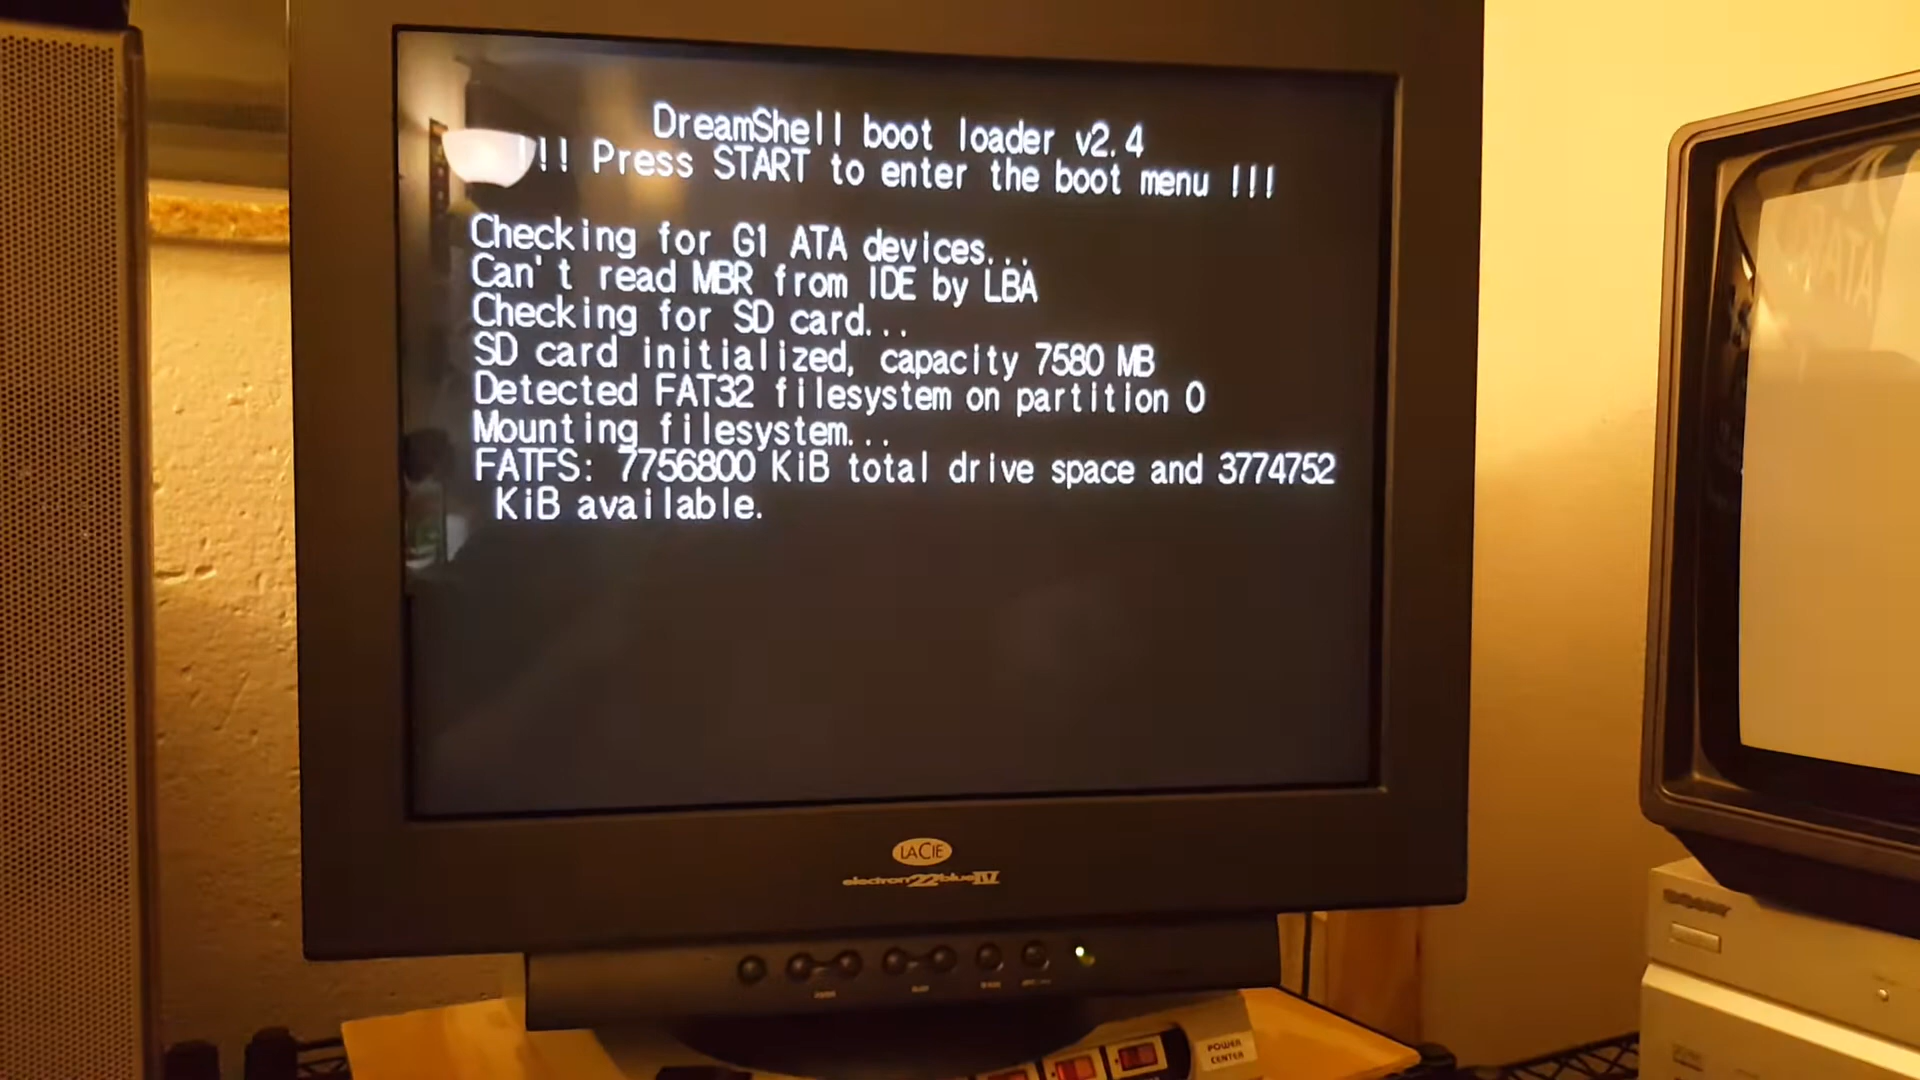 DreamShell boot loader v2.4
!!! Press START to enter the boot menu !!!
Checking for G1 ATA devices...
Can't read MBR from IDE by LBA
Checking for SD card...
SD card initialized, capacity 7580 MB
Detected FAT32 filesystem on partition 0
Mounting filesystem...
FATFS: 7756800 KiB total drive space and 3774752
KiB available.
LACIE
electron22blueIV
POWER
CENTER